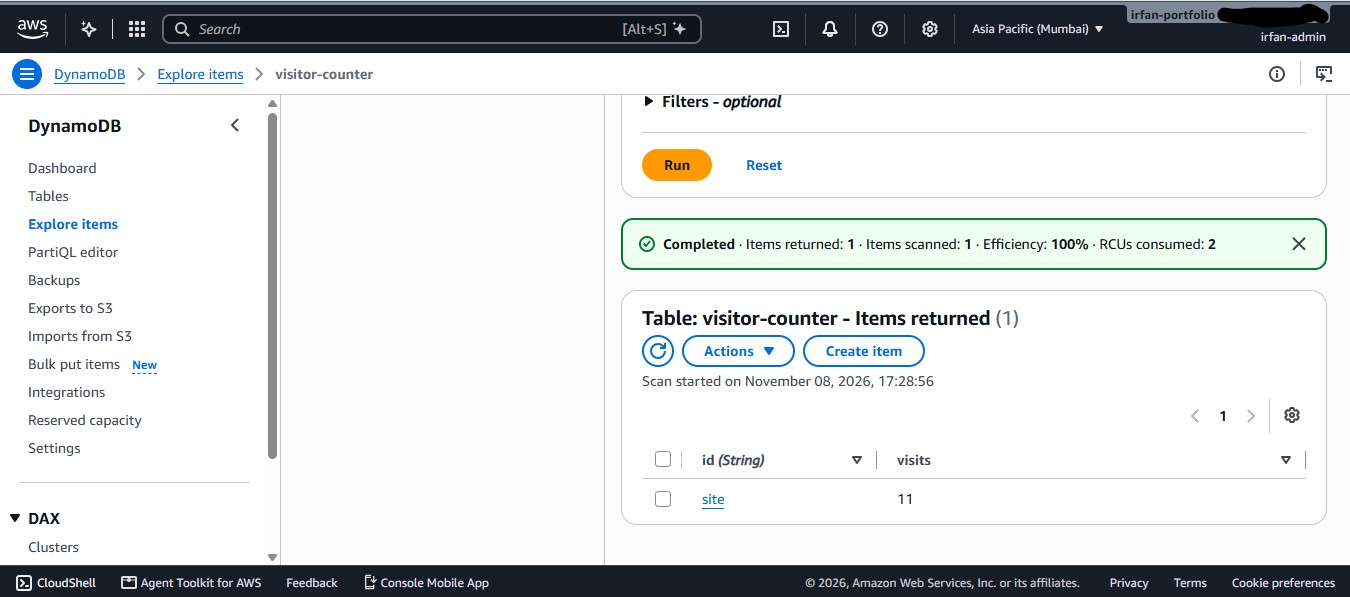 aws
Search
[Alt+S]
Asia Pacific (Mumbai)
irfan-portfolio
irfan-admin
DynamoDB
Explore items
visitor-counter
DynamoDB
Dashboard
Tables
Explore items
PartiQL editor
Backups
Exports to S3
Imports from S3
Bulk put items New
Integrations
Reserved capacity
Settings
DAX
Clusters
Filters - optional
Run Reset
Completed · Items returned: 1 · Items scanned: 1 · Efficiency: 100% · RCUs consumed: 2
Table: visitor-counter - Items returned (1)
Actions Create item
Scan started on November 08, 2026, 17:28:56
1
id (String) visits
site 11
CloudShell Agent Toolkit for AWS Feedback Console Mobile App © 2026, Amazon Web Services, Inc. or its affiliates. Privacy Terms Cookie preferences